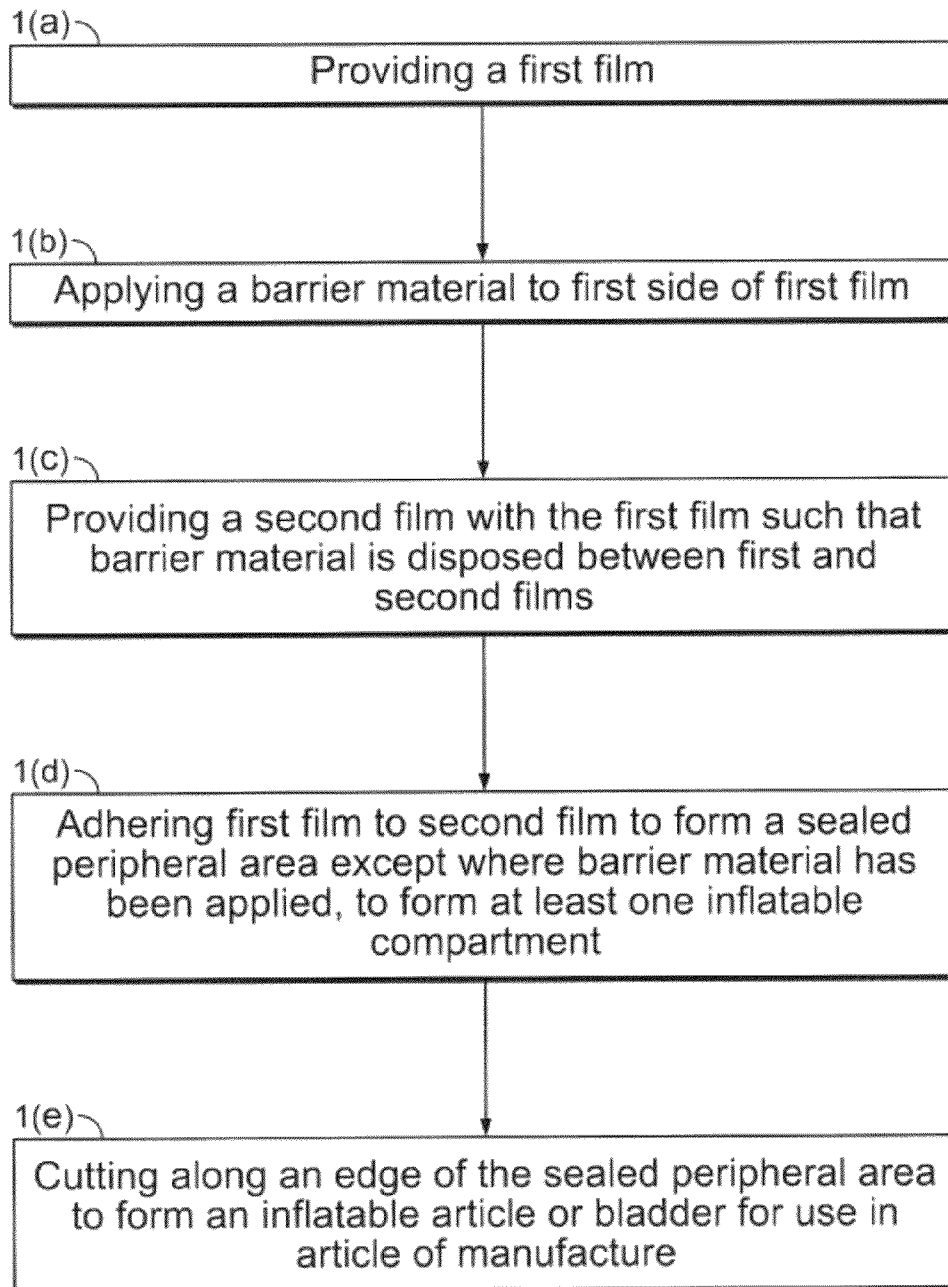 1(a)
Providing a first film
1(b)
Applying a barrier material to first side of first film
1(c)
Providing a second film with the first film such that
barrier material is disposed between first and
second films
1(d)
Adhering first film to second film to form a sealed
peripheral area except where barrier material has
been applied, to form at least one inflatable
compartment
1(e)
Cutting along an edge of the sealed peripheral area
to form an inflatable article or bladder for use in
article of manufacture